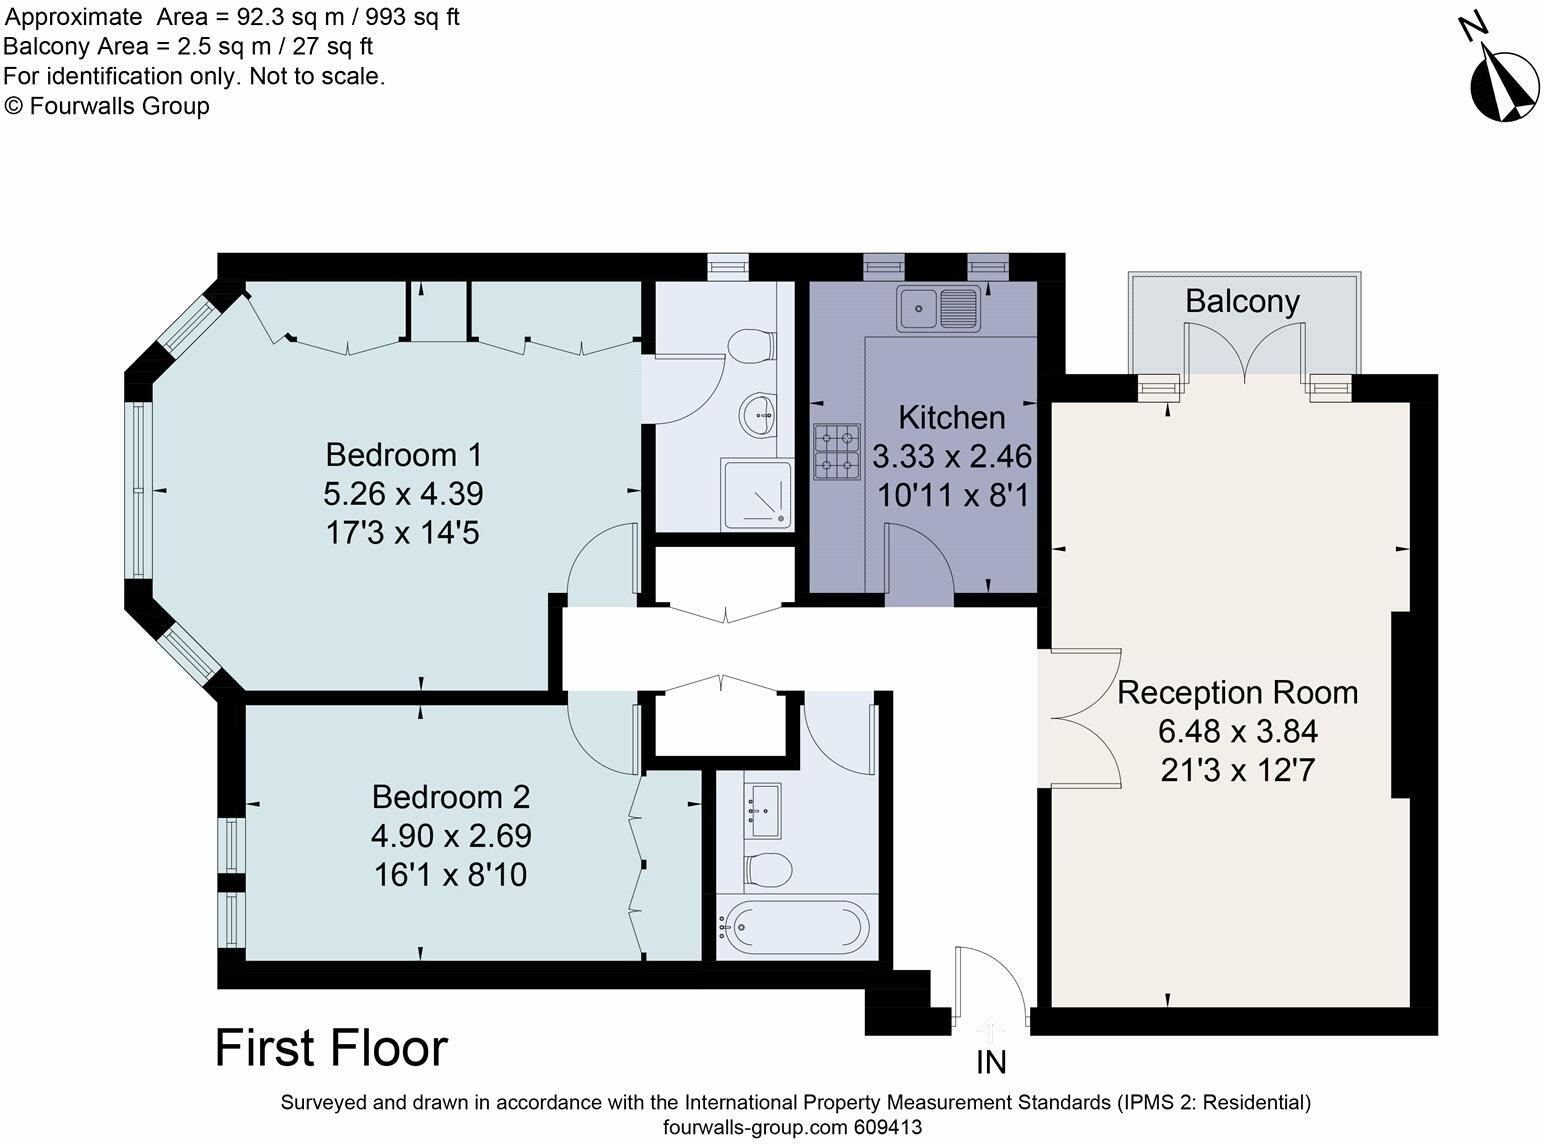 Approximate Area = 92.3 sq m / 993 sq ft
Balcony Area = 2.5 sq m / 27 sq ft
For identification only. Not to scale.
© Fourwalls Group
N
Balcony
Kitchen
3.33 x 2.46
10'11 x 8'1
Bedroom 1
5.26 x 4.39
17'3 x 14'5
Reception Room
6.48 x 3.84
21'3 x 12'7
Bedroom 2
4.90 x 2.69
16'1 x 8'10
First Floor
IN
Surveyed and drawn in accordance with the International Property Measurement Standards (IPMS 2: Residential)
fourwalls-group.com 609413